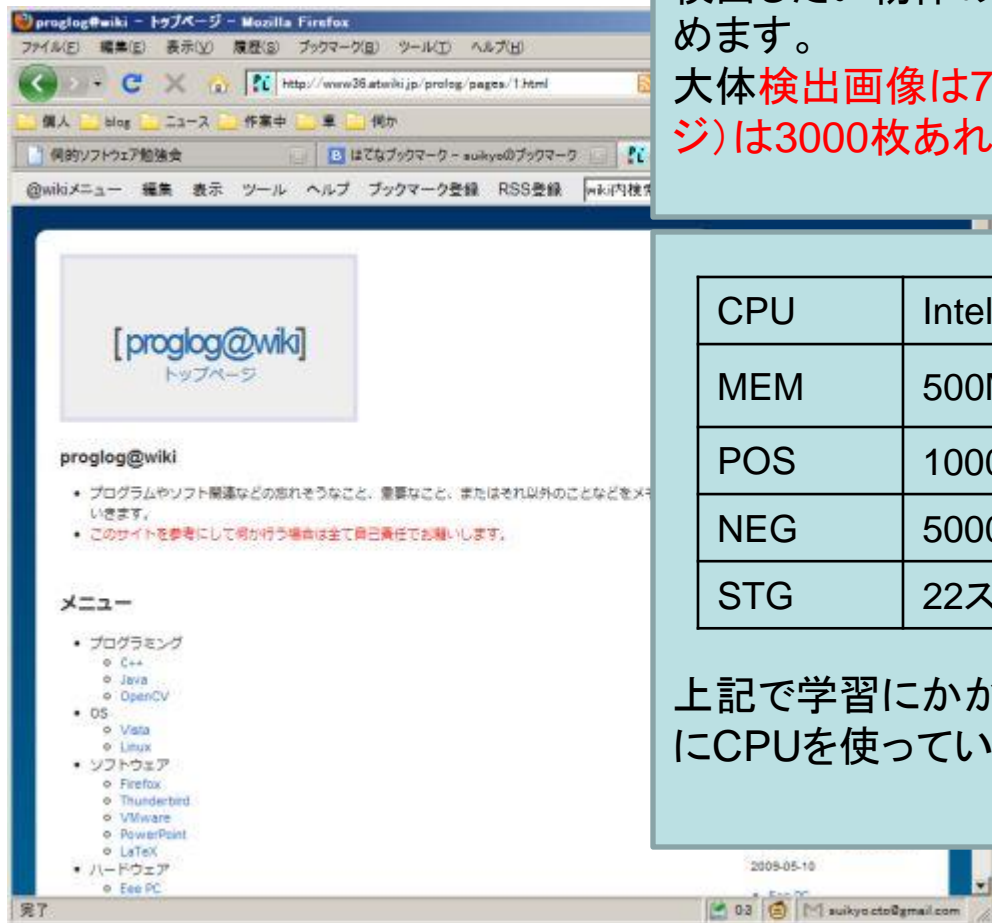 proglog@wiki - トップページ - Mozilla Firefox
ファイル(E) 編集(E) 表示(V) 履歴(S) ブックマーク(B) ツール(T) ヘルプ(H)
http://www36.atwiki.jp/prolog/pages/1.html
個人 blog ニュース 作業中 車 何か
伺的ソフトウェア勉強会 はてなブックマーク - suikyoのブックマーク
@wikiメニュー 編集 表示 ツール ヘルプ ブックマーク登録 RSS登録
[proglog@wiki]
トップページ
proglog@wiki
• プログラムやソフト関連などの忘れそうなこと、重要なこと、またはそれ以外のことなどをメモ
いきます。
• このサイトを参考にして何か行う場合は全て自己責任でお願いします。
メニュー
• プログラミング
C++
Java
OpenCV
• OS
Vista
Linux
• ソフトウェア
Firefox
Thunderbird
VMware
PowerPoint
LaTeX
• ハードウェア
Eee PC
2009-05-10
完了
03
suikyo.cto@gmail.com
めます。
大体検出画像は7
ジ)は3000枚あれ
CPU Intel
MEM 500
POS 1000
NEG 5000
STG 22ス
上記で学習にかか
にCPUを使ってい